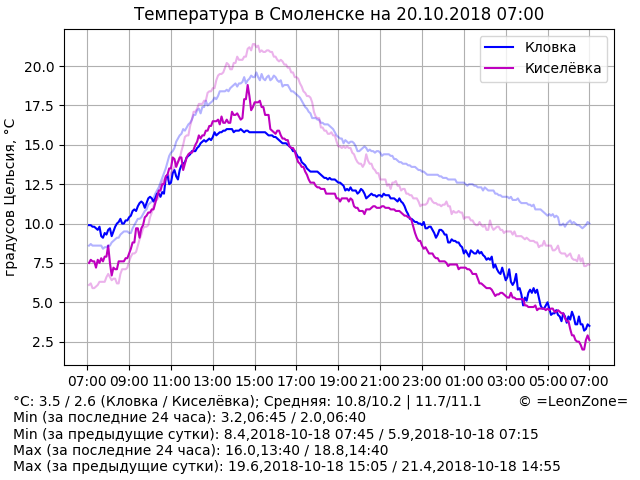 Температура в Смоленске на 20.10.2018 07:00
Кловка
Киселёвка
градусов Цельсия, °C
20.0
17.5
15.0
12.5
10.0
7.5
5.0
2.5
07:00 09:00 11:00 13:00 15:00 17:00 19:00 21:00 23:00 01:00 03:00 05:00 07:00
°C: 3.5 / 2.6 (Кловка / Киселёвка); Средняя: 10.8/10.2 | 11.7/11.1 © =LeonZone=
Min (за последние 24 часа): 3.2,06:45 / 2.0,06:40
Min (за предыдущие сутки): 8.4,2018-10-18 07:45 / 5.9,2018-10-18 07:15
Max (за последние 24 часа): 16.0,13:40 / 18.8,14:40
Max (за предыдущие сутки): 19.6,2018-10-18 15:05 / 21.4,2018-10-18 14:55